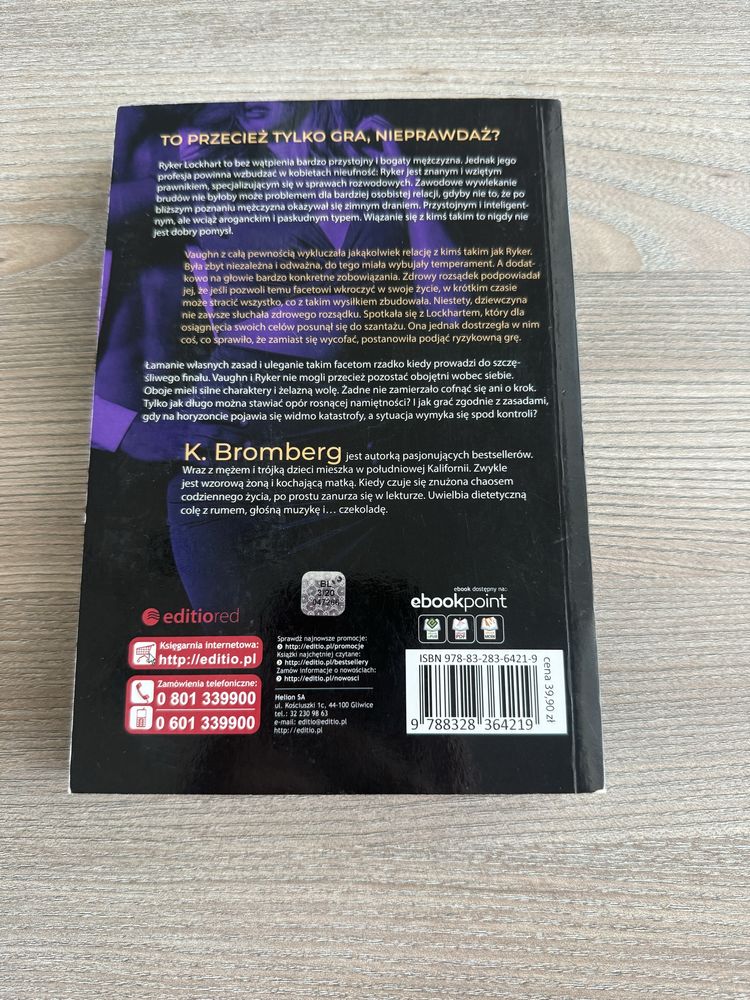 TO PRZECIEŻ TYLKO GRA, NIEPRAWDAŻ?
Ryker Lockhart to bez wątpienia bardzo przystojny i bogaty mężczyzna. Jednak jego
profesja powinna wzbudzać w kobietach nieufność: Ryker jest znanym i wziętym
prawnikiem, specjalizującym się w sprawach rozwodowych. Zawodowe wywlekanie
brudów nie byłoby może problemem dla bardziej osobistej relacji, gdyby nie to, że po
bliższym poznaniu mężczyzna okazywał się zimnym draniem. Przystojnym i inteligent-
nym, ale wciąż aroganckim i paskudnym typem. Wiązanie się z kimś takim to nigdy nie
jest dobry pomysł.
Vaughn z całą pewnością wykluczała jakąkolwiek relację z kimś takim jak Ryker.
Była zbyt niezależna i odważna, do tego miała wybujały temperament. A dodat-
kowo na głowie bardzo konkretne zobowiązania. Zdrowy rozsądek podpowiadał
jej, że jeśli pozwoli temu facetowi wkroczyć w swoje życie, w krótkim czasie
może stracić wszystko, co z takim wysiłkiem zbudowała. Niestety, dziewczyna
nie zawsze słuchała zdrowego rozsądku. Spotkała się z Lockhartem, który dla
osiągnięcia swoich celów posunął się do szantażu. Ona jednak dostrzegła w nim
coś, co sprawiło, że zamiast się wycofać, postanowiła podjąć ryzykowną grę.
Łamanie własnych zasad i uleganie takim facetom rzadko kiedy prowadzi do szczę-
śliwego finału. Vaughn i Ryker nie mogli przecież pozostać obojętni wobec siebie.
Oboje mieli silne charaktery i żelazną wolę. Żadne nie zamierzało cofnąć się ani o krok.
Tylko jak długo można stawiać opór rosnącej namiętności? I jak grać zgodnie z zasadami,
gdy na horyzoncie pojawia się widmo katastrofy, a sytuacja wymyka się spod kontroli?
K. Bromberg jest autorką pasjonujących bestsellerów.
Wraz z mężem i trójką dzieci mieszka w południowej Kalifornii. Zwykle
jest wzorową żoną i kochającą matką. Kiedy czuje się znużona chaosem
codziennego życia, po prostu zanurza się w lekturze. Uwielbia dietetyczną
colę z rumem, głośną muzykę i... czekoladę.
editiored
Księgarnia internetowa:
http://editio.pl
Zamówienia telefoniczne:
0 801 339900
0 601 339900
BL
3/20
047266
Sprawdź najnowsze promocje:
http://editio.pl/promocje
Książki najchętniej czytane:
http://editio.pl/bestsellery
Zamów informacje o nowościach:
http://editio.pl/nowosci
Helion SA
ul. Kościuszki 1c, 44-100 Gliwice
tel.: 32 230 98 63
e-mail: editio@editio.pl
http://editio.pl
ebook dostępny na:
ebookpoint
ISBN 978-83-283-6421-9
9 788328 364219
cena 39,90 zł